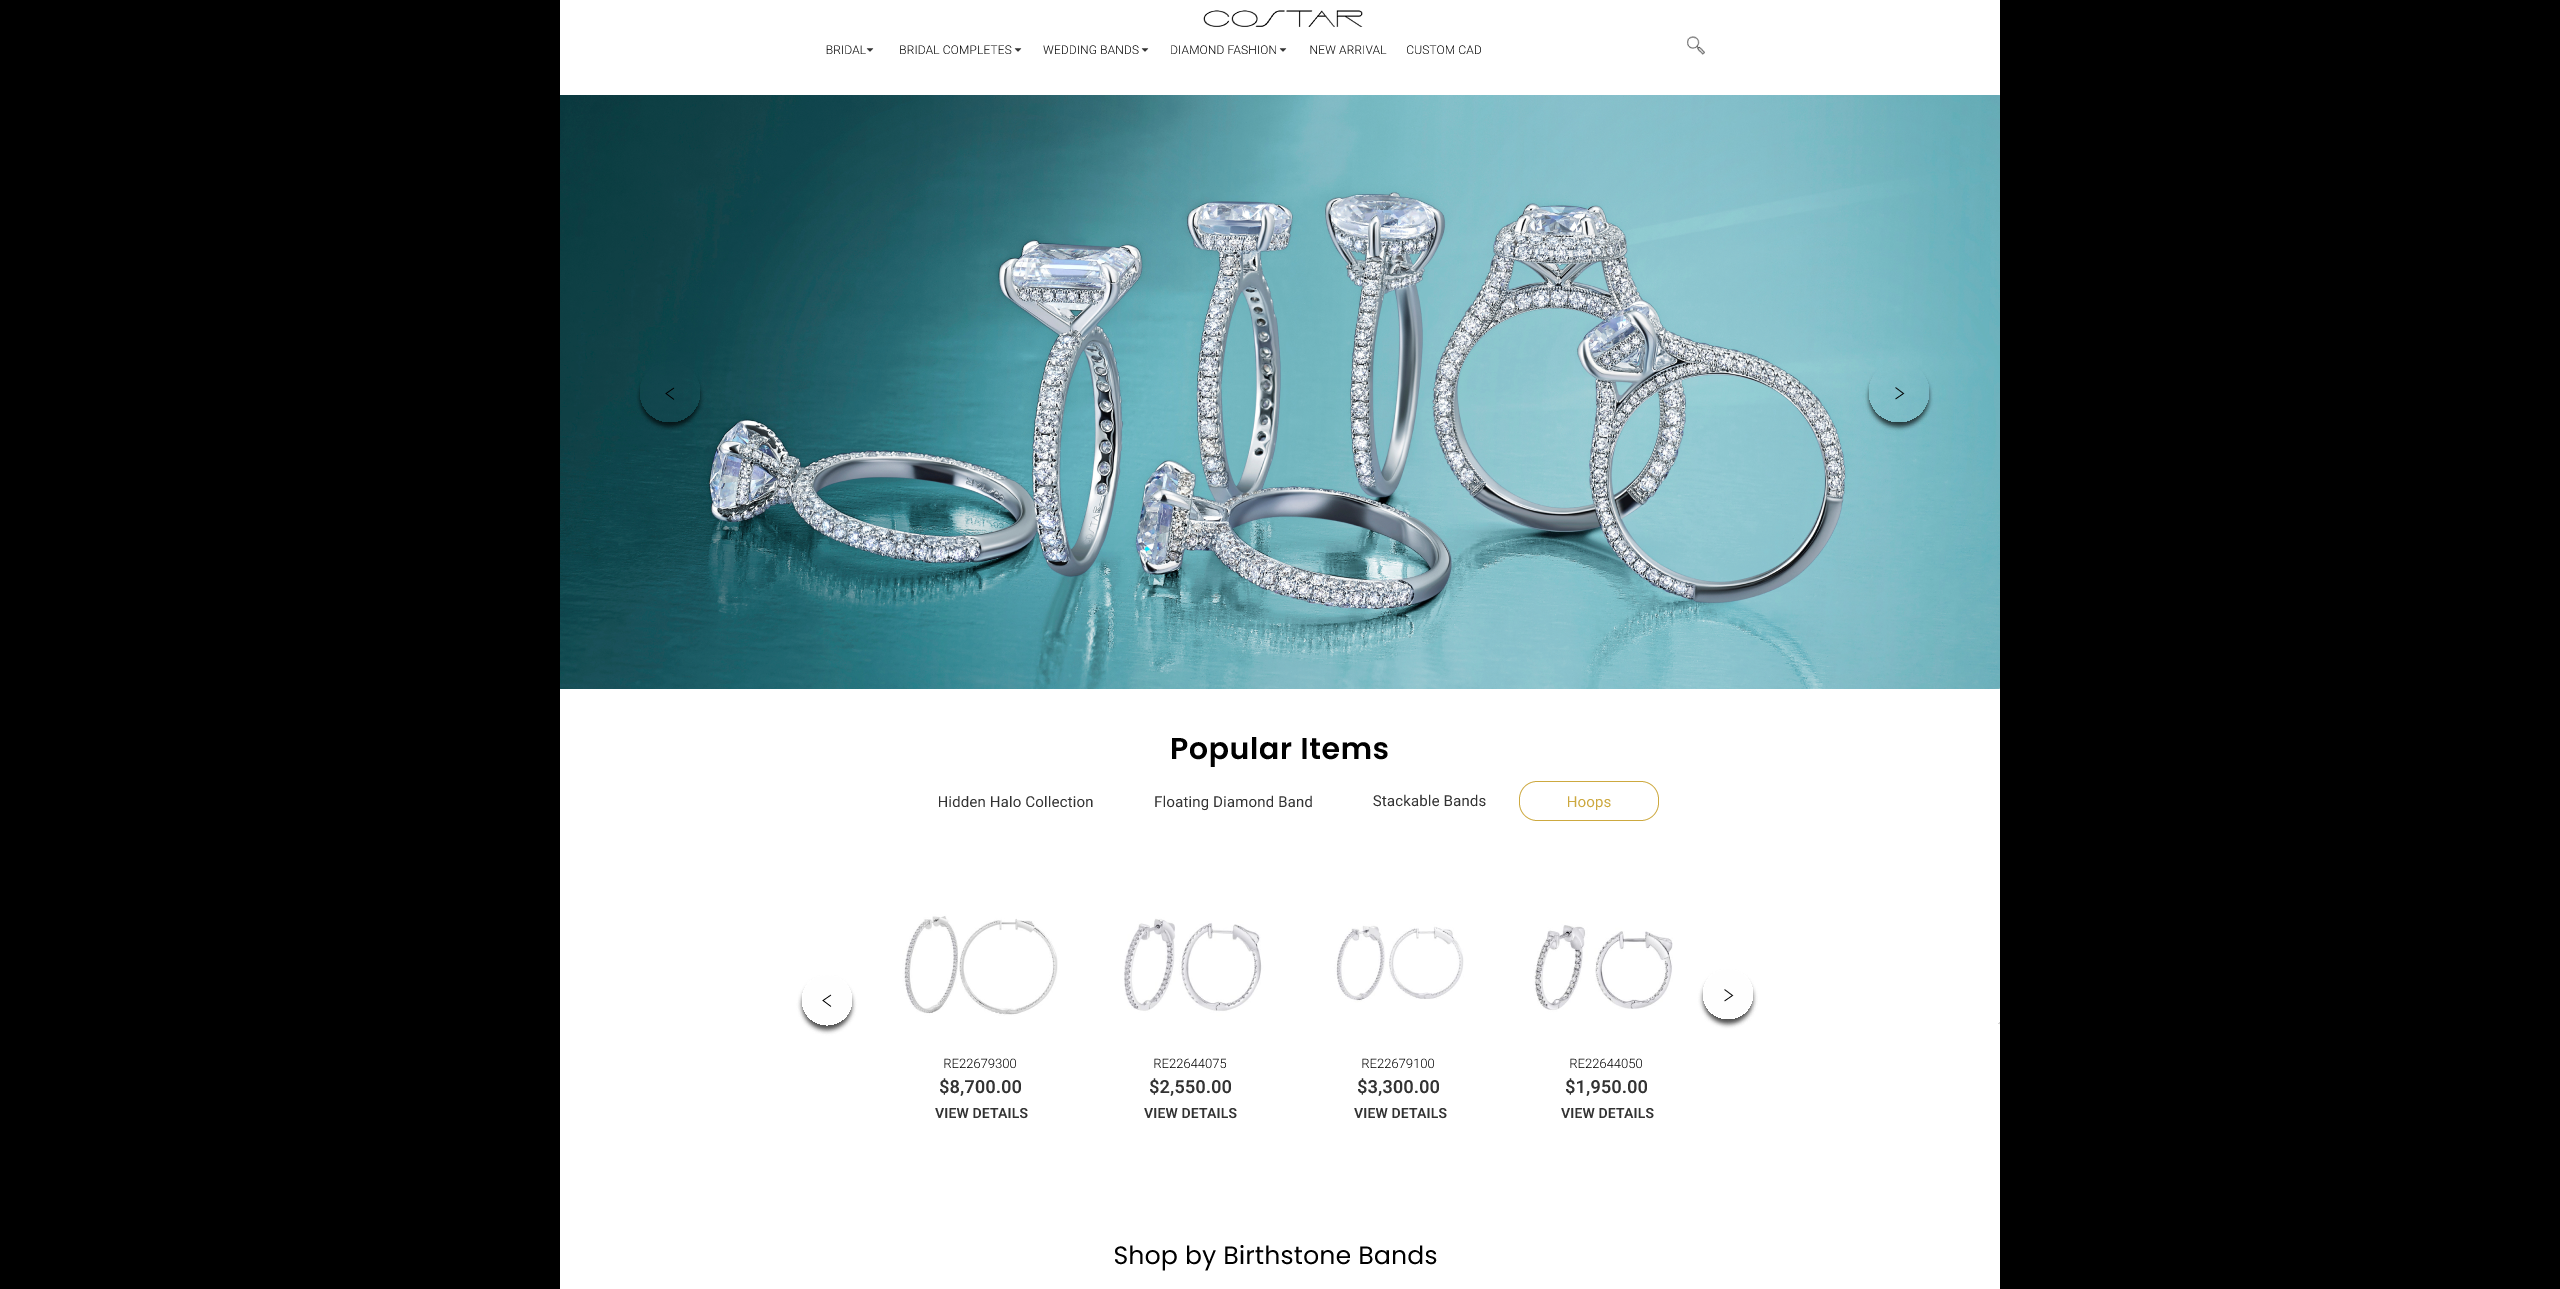 COSTAR
BRIDAL BRIDAL COMPLETES WEDDING BANDS DIAMOND FASHION NEW ARRIVAL CUSTOM CAD
< >
Popular Items
Hidden Halo Collection Floating Diamond Band Stackable Bands Hoops
< >
RE22679300 RE22644075 RE22679100 RE22644050
$8,700.00 $2,550.00 $3,300.00 $1,950.00
VIEW DETAILS VIEW DETAILS VIEW DETAILS VIEW DETAILS
Shop by Birthstone Bands